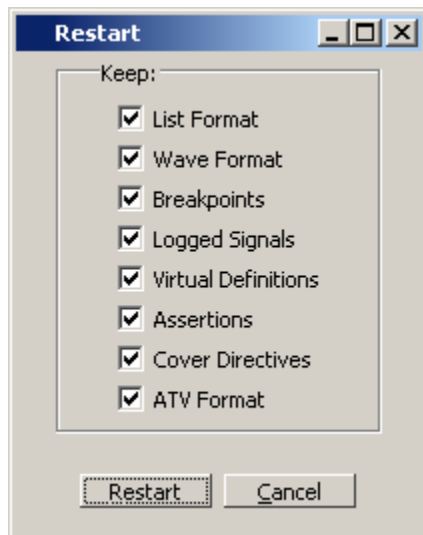 Restart
Keep:
List Format
Wave Format
Breakpoints
Logged Signals
Virtual Definitions
Assertions
Cover Directives
ATV Format
Restart Cancel